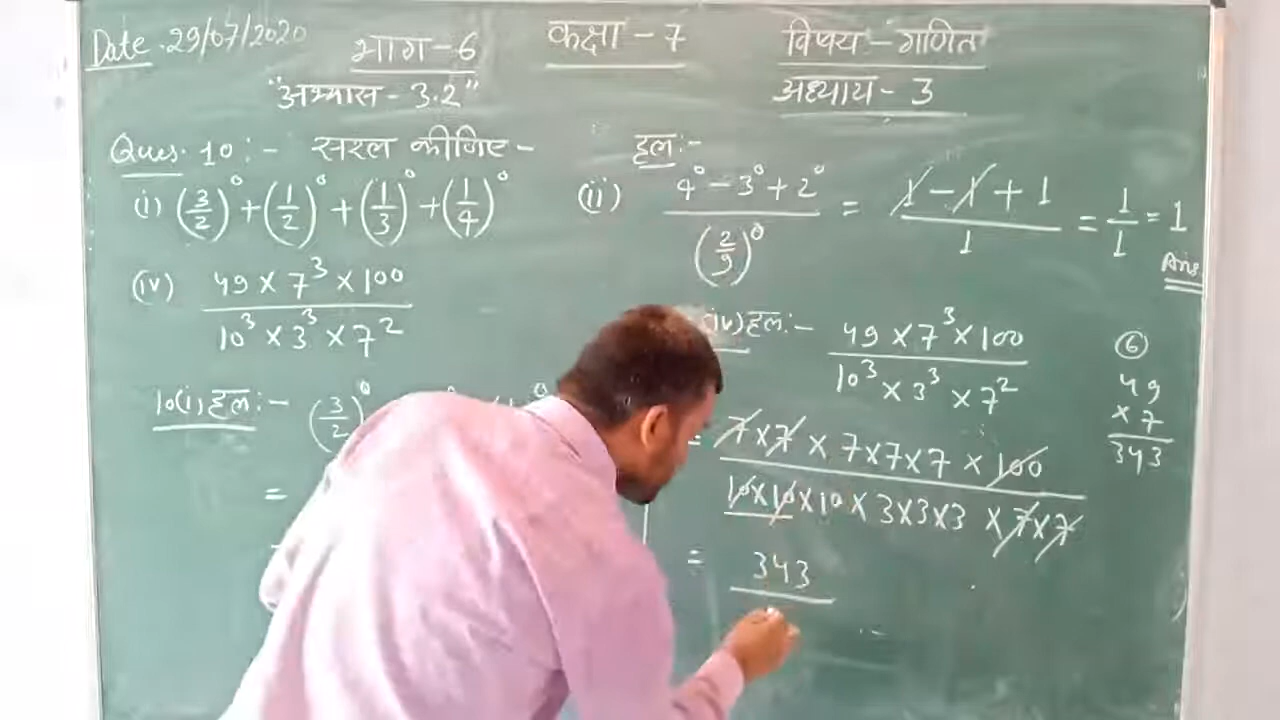 Date. 29/07/2020
भाग - 6
कक्षा - 7
विषय - गणित
"अभ्यास - 3.2"
अध्याय - 3
Ques. 10 :- सरल कीजिए -
(i) (3/2)⁰ + (1/2)⁰ + (1/3)⁰ + (1/4)⁰
(iv) 49 × 7³ × 100 / 10³ × 3³ × 7²
10(i) हल :- (3/2)⁰
=
हल :-
(ii) 4⁰ - 3⁰ + 2⁰ / (2/9)⁰ = 1 - 1 + 1 / 1 = 1/1 = 1
Ans.
(iv) हल :- 49 × 7³ × 100 / 10³ × 3³ × 7²
= 7 × 7 × 7 × 7 × 7 × 100 / 10 × 10 × 10 × 3 × 3 × 3 × 7 × 7
= 343
⑥
49
× 7
343